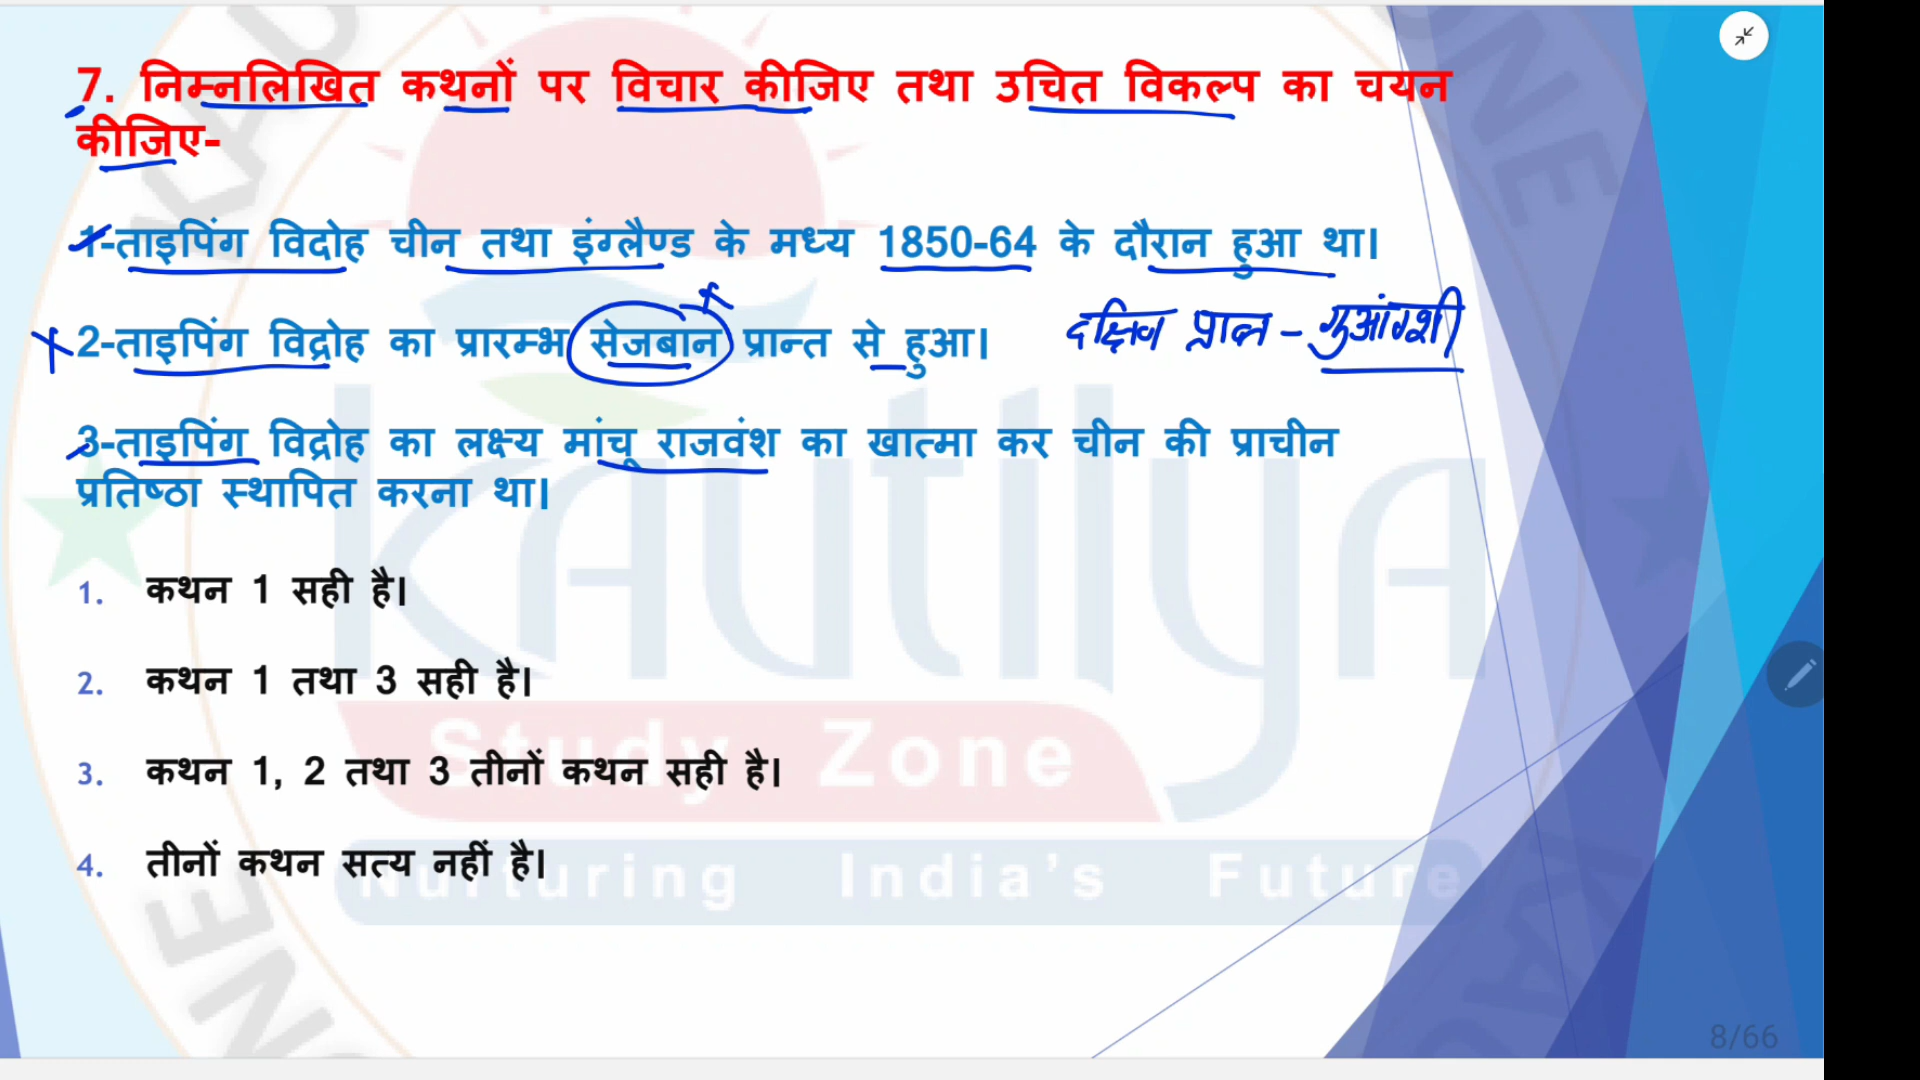 7. निम्नलिखित कथनों पर विचार कीजिए तथा उचित विकल्प का चयन
कीजिए-
1-ताइपिंग विदोह चीन तथा इंग्लैण्ड के मध्य 1850-64 के दौरान हुआ था।
2-ताइपिंग विद्रोह का प्रारम्भ सेजबान प्रान्त से हुआ।
दक्षिण प्रान्त - गुआंग्शी
3-ताइपिंग विद्रोह का लक्ष्य मांचू राजवंश का खात्मा कर चीन की प्राचीन
प्रतिष्ठा स्थापित करना था।
1. कथन 1 सही है।
2. कथन 1 तथा 3 सही है।
3. कथन 1, 2 तथा 3 तीनों कथन सही है।
4. तीनों कथन सत्य नहीं है।
KAUTILYA
Study Zone
Nurturing India's Future
8/66